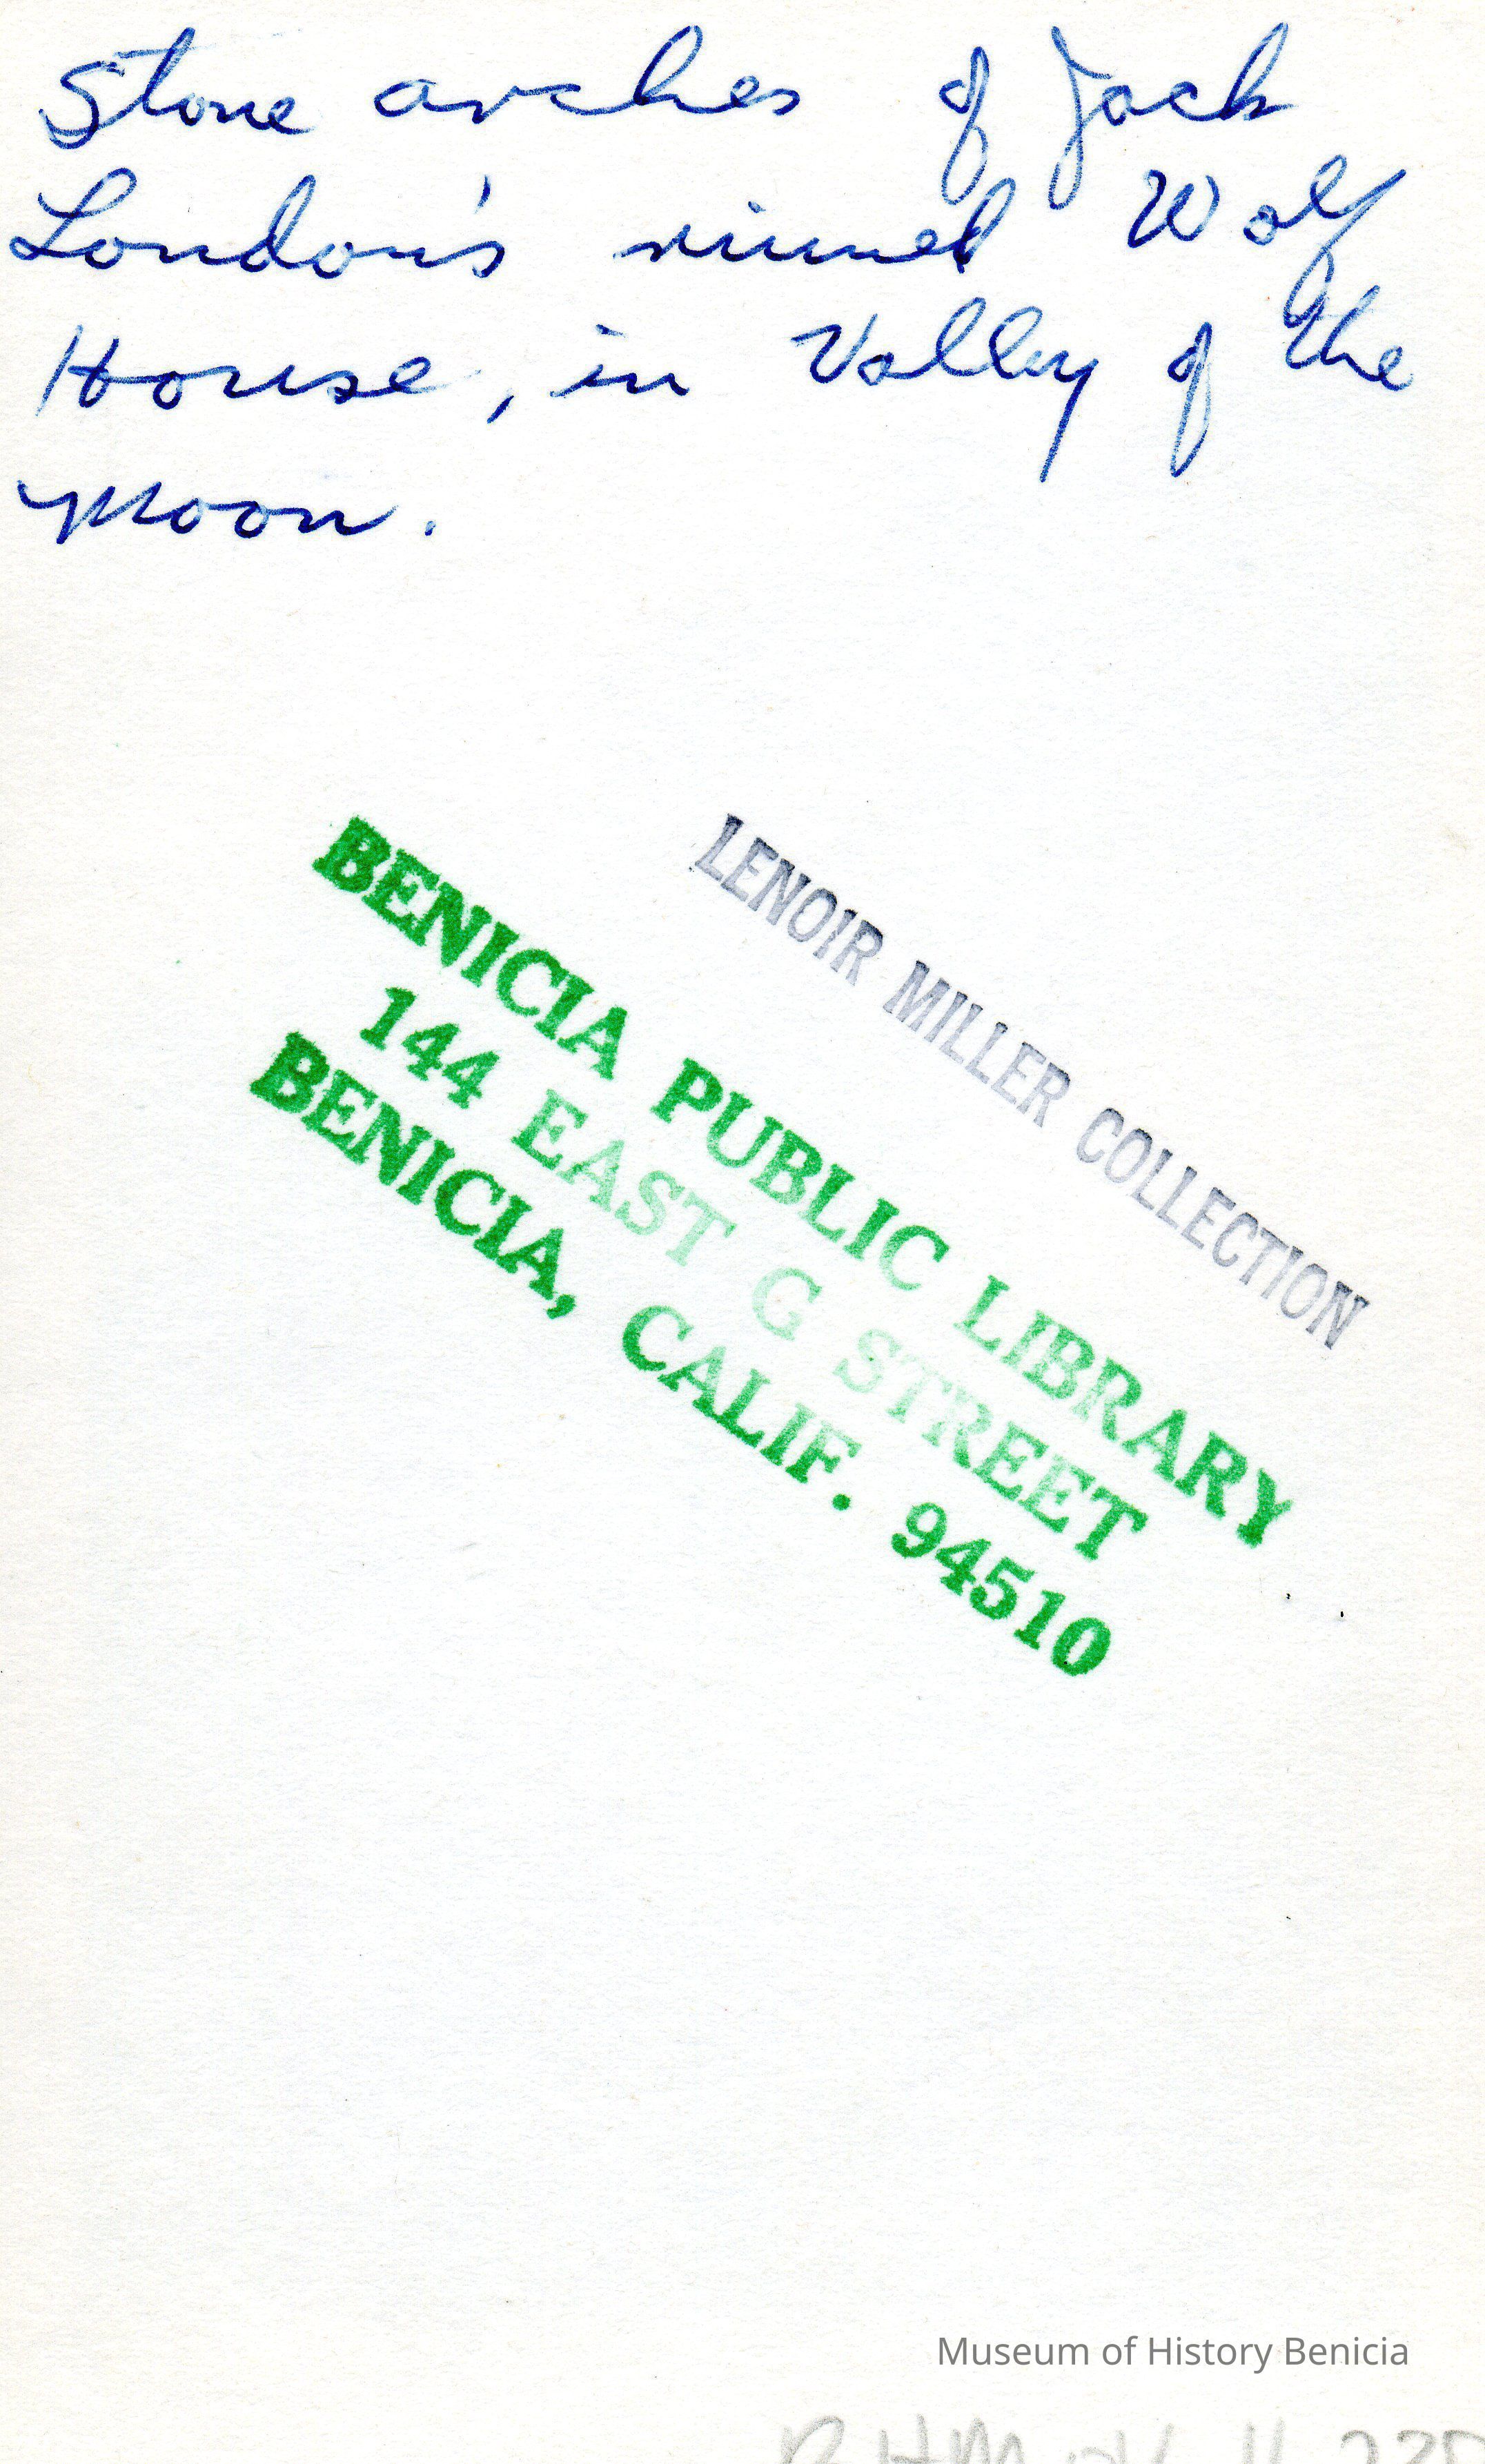 Stone arches of Jack
London's ruined Wolf
House, in Valley of the
Moon.
LENOIR MILLER COLLECTION
BENICIA PUBLIC LIBRARY
144 EAST G STREET
BENICIA, CALIF. 94510
Museum of History Benicia